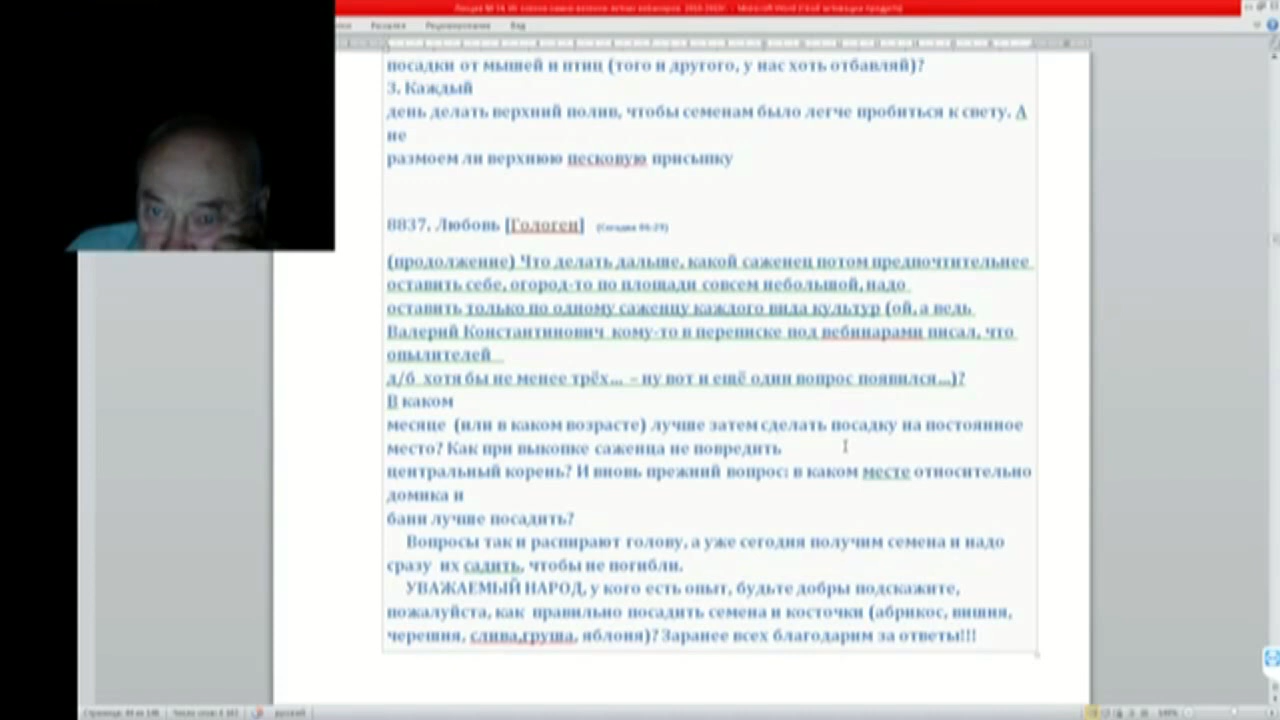 Рецензирование Вид
посадки от мышей и птиц (того и другого, у нас хоть отбавляй)?
3. Каждый
день делать верхний полив, чтобы семенам было легче пробиться к свету. А
не
размоем ли верхнюю песковую присыпку
8837. Любовь [Гологен] (Сегодня 06:29)
(продолжение) Что делать дальше, какой саженец потом предпочтительнее
оставить себе, огород-то по площади совсем небольшой, надо
оставить только по одному саженцу каждого вида культур (ой, а ведь
Валерий Константинович кому-то в переписке под вебинарами писал, что
опылителей
д/б хотя бы не менее трёх... – ну вот и ещё один вопрос появился...)?
В каком
месяце (или в каком возрасте) лучше затем сделать посадку на постоянное
место? Как при выкопке саженца не повредить
центральный корень? И вновь прежний вопрос: в каком месте относительно
домика и
бани лучше посадить?
Вопросы так и распирают голову, а уже сегодня получим семена и надо
сразу их садить, чтобы не погибли.
УВАЖАЕМЫЙ НАРОД, у кого есть опыт, будьте добры подскажите,
пожалуйста, как правильно посадить семена и косточки (абрикос, вишня,
черешня, слива,груша, яблоня)? Заранее всех благодарим за ответы!!!
русский